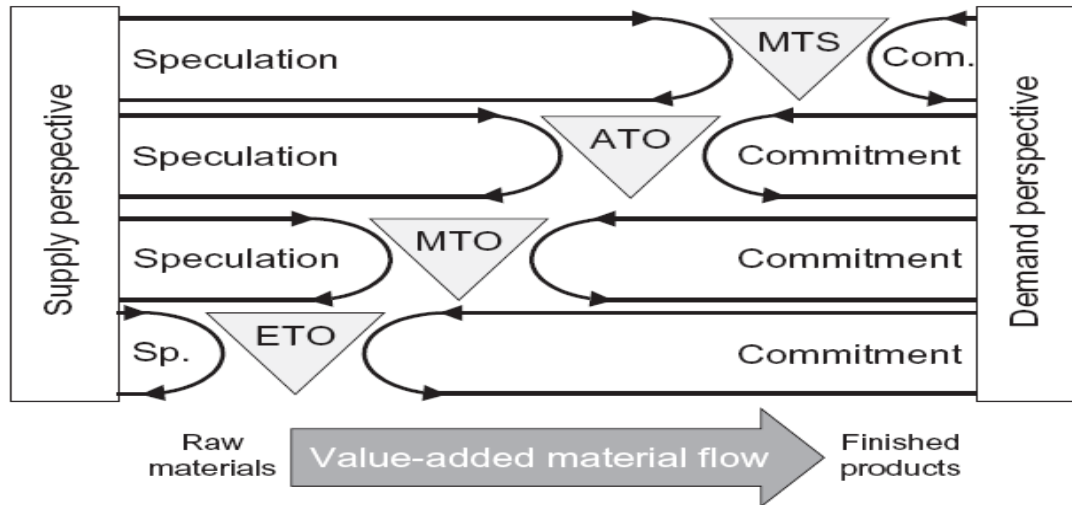 Supply perspective
Speculation
MTS
Com.
Speculation
ATO
Commitment
Speculation
MTO
Commitment
Sp.
ETO
Commitment
Demand perspective
Raw
materials
Value-added material flow
Finished
products